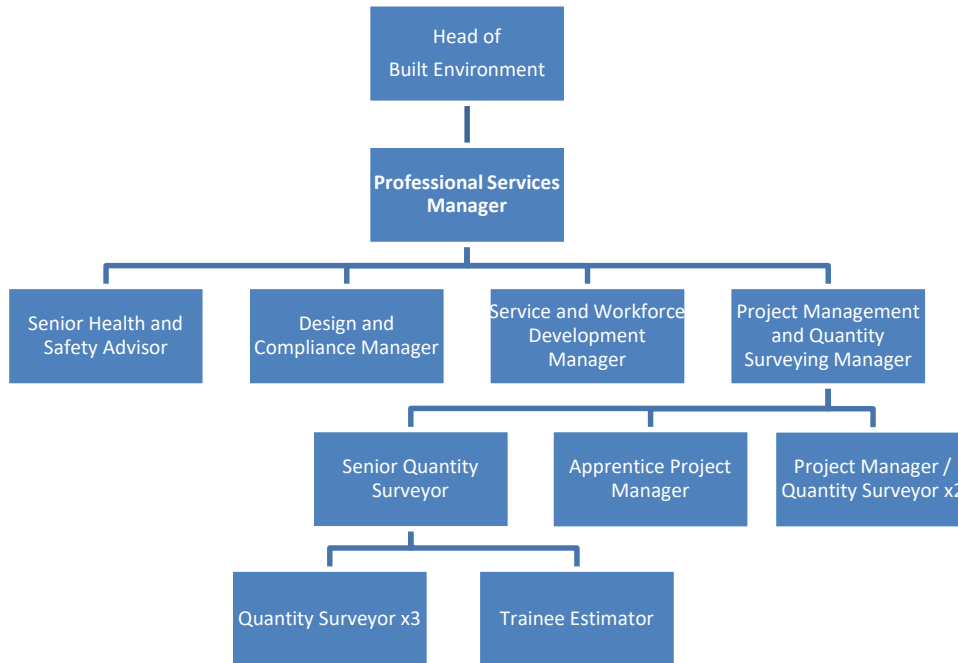 Head of
Built Environment
Professional Services
Manager
Senior Health and
Safety Advisor
Design and
Compliance Manager
Service and Workforce
Development
Manager
Project Management
and Quantity
Surveying Manager
Senior Quantity
Surveyor
Apprentice Project
Manager
Project Manager /
Quantity Surveyor x2
Quantity Surveyor x3
Trainee Estimator